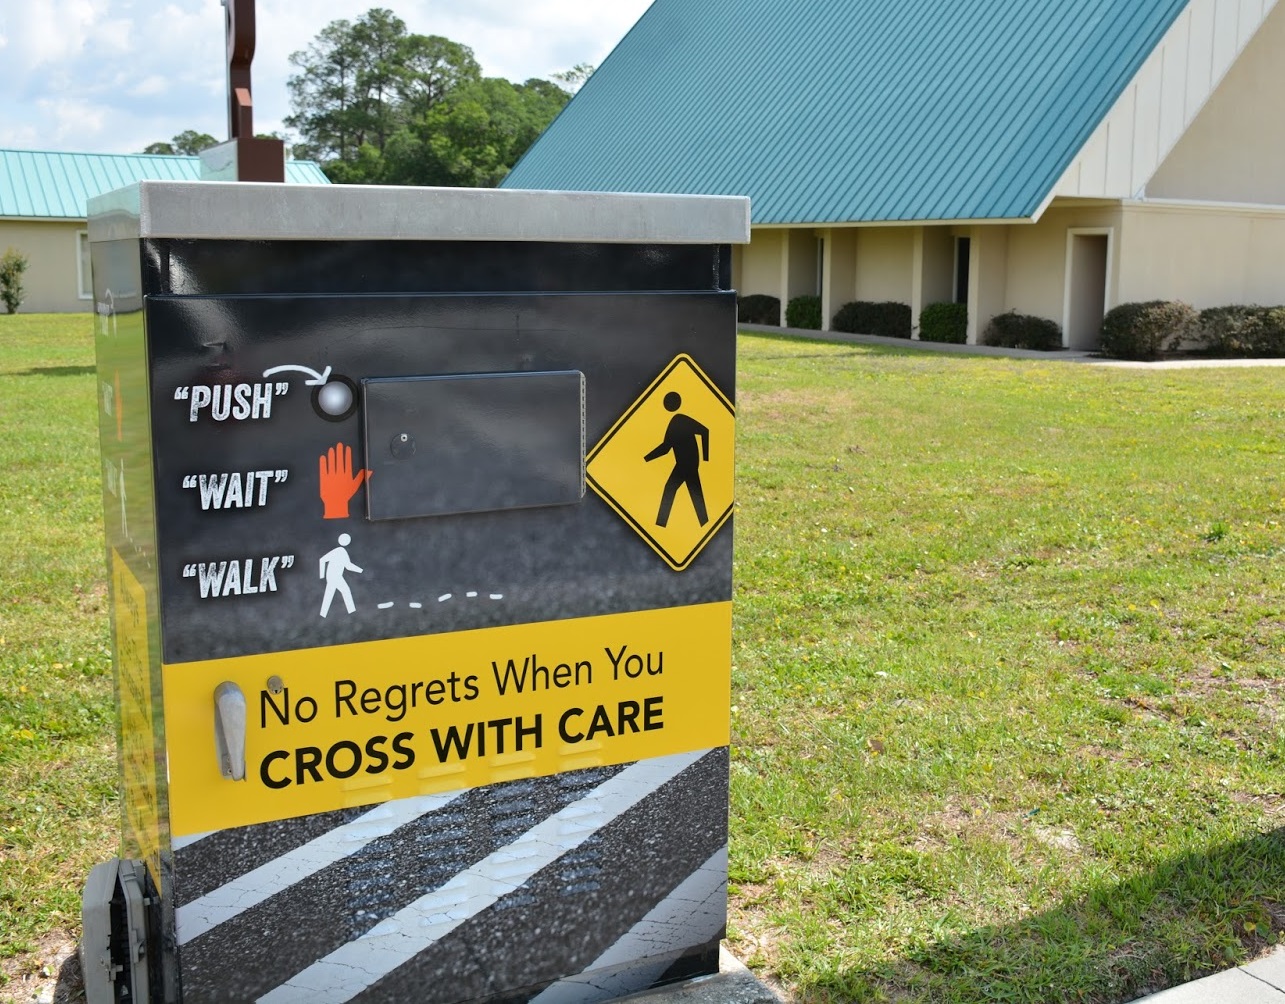 “PUSH”
“WAIT”
“WALK”
No Regrets When You
CROSS WITH CARE